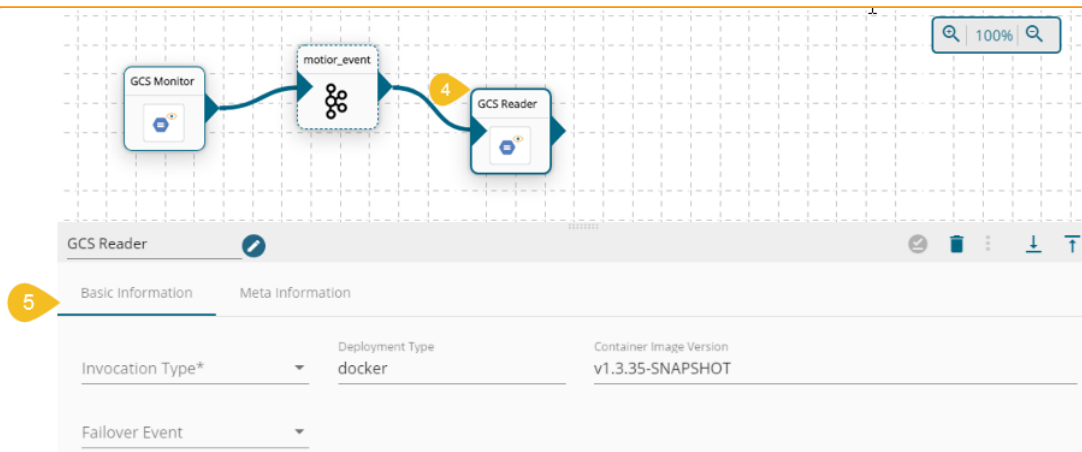 100%
motior_event
GCS Monitor
4
GCS Reader
GCS Reader
5
Basic Information
Meta Information
Invocation Type*
Deployment Type
docker
Container Image Version
v1.3.35-SNAPSHOT
Failover Event